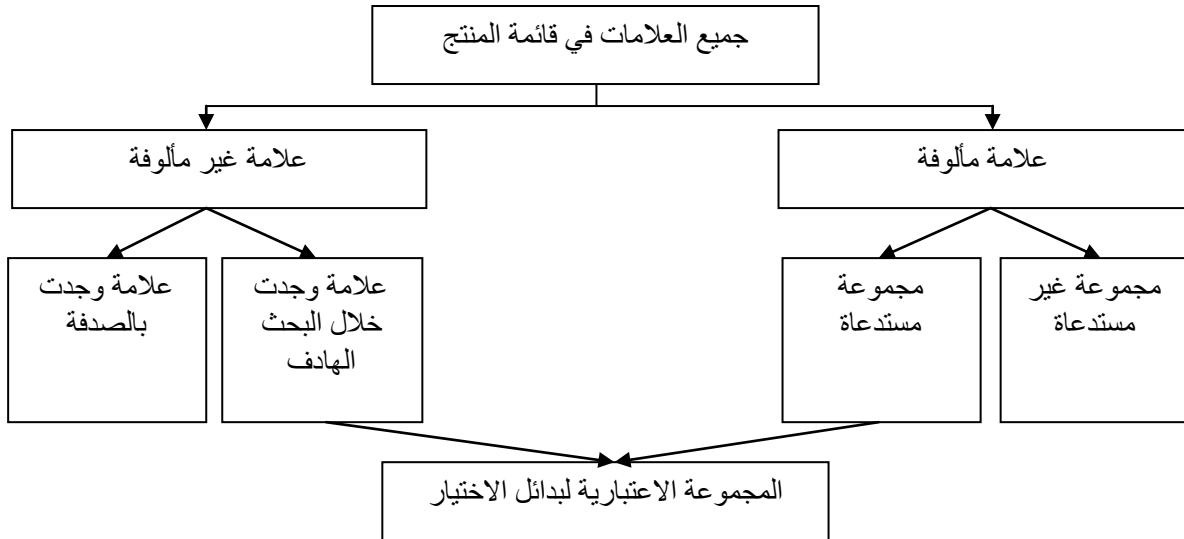 جميع العلامات في قائمة المنتج
علامة مألوفة
علامة غير مألوفة
مجموعة غير
مستدعاة
مجموعة
مستدعاة
علامة وجدت
خلال البحث
الهادف
علامة وجدت
بالصدفة
المجموعة الاعتبارية لبدائل الاختيار